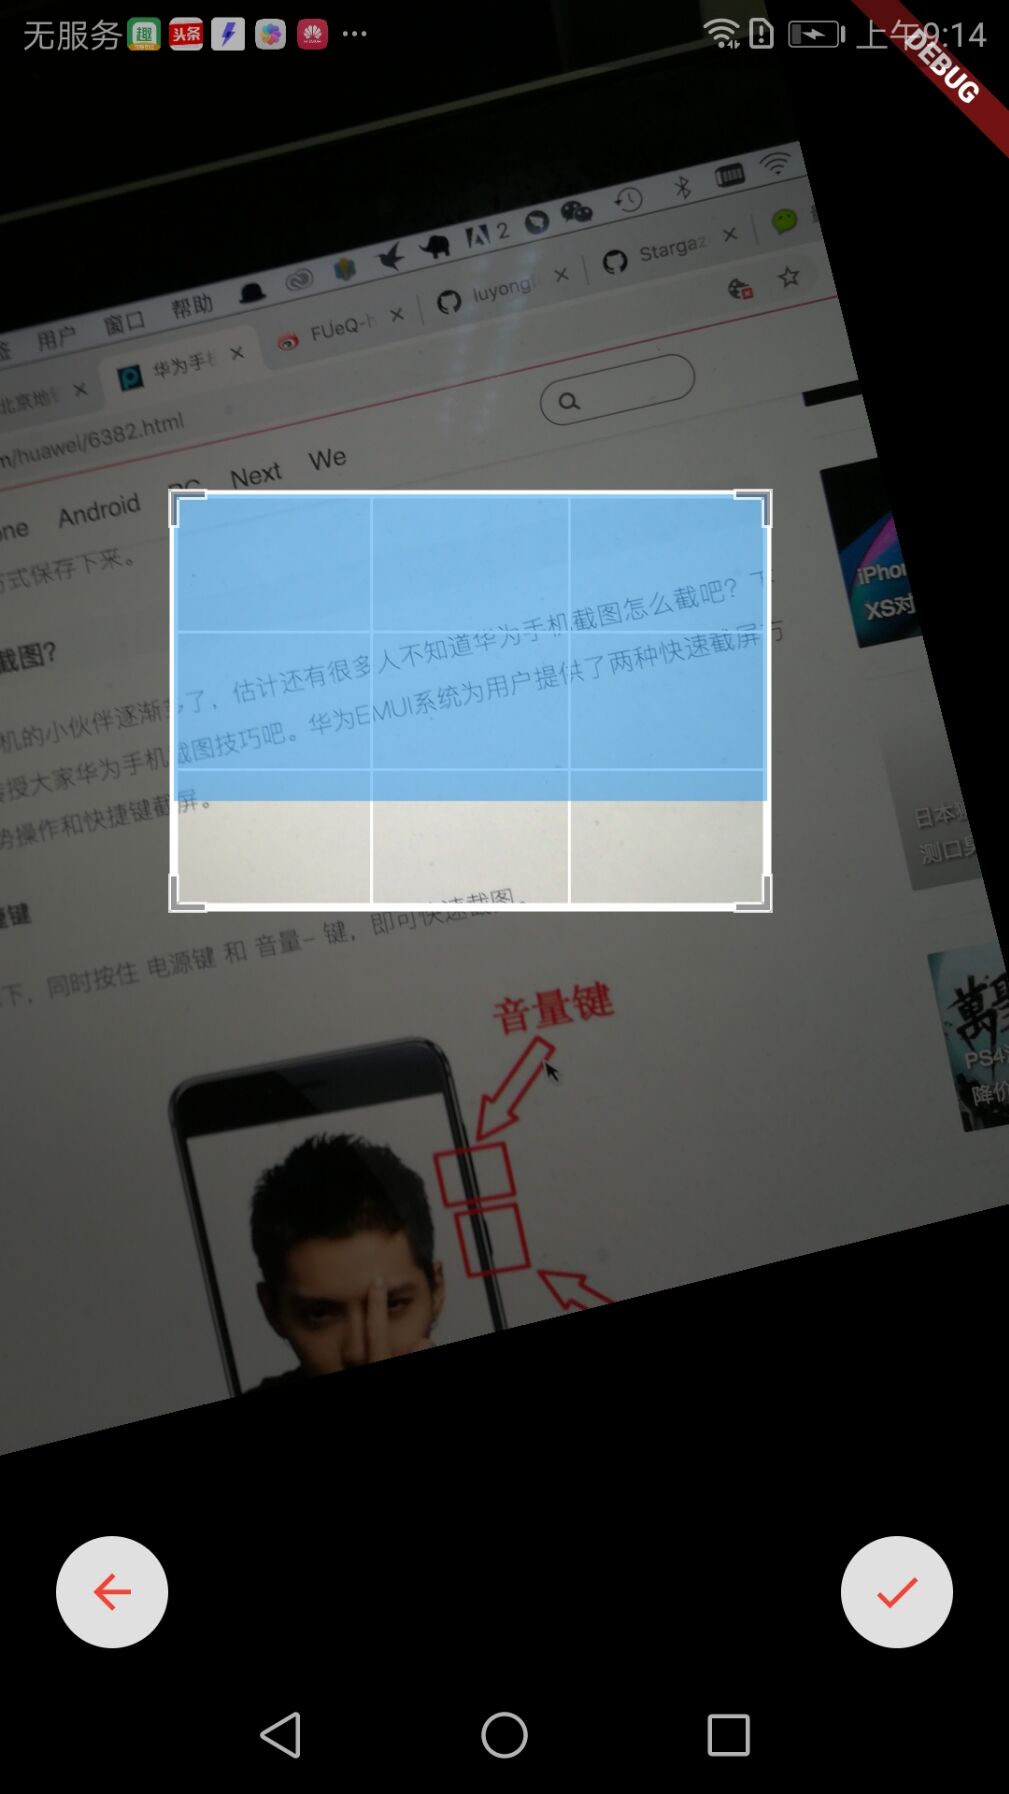 无服务 趣 头条 ... 上午9:14
DEBUG
用户 窗口 帮助 2
北京地 华为手 FUeQ-h luyong Stargaz
m/huawei/6382.html
one Android PC Next We
方式保存下来。
iPhon
XS对
截图?
机的小伙伴逐渐多了，估计还有很多人不知道华为手机截图怎么截吧？下
授大家华为手机截图技巧吧。华为EMUI系统为用户提供了两种快速截屏方
势操作和快捷键截屏。
日本
测口
键
下，同时按住 电源键 和 音量- 键，即可快速截图。
音量键
萬聖
PS4
降价